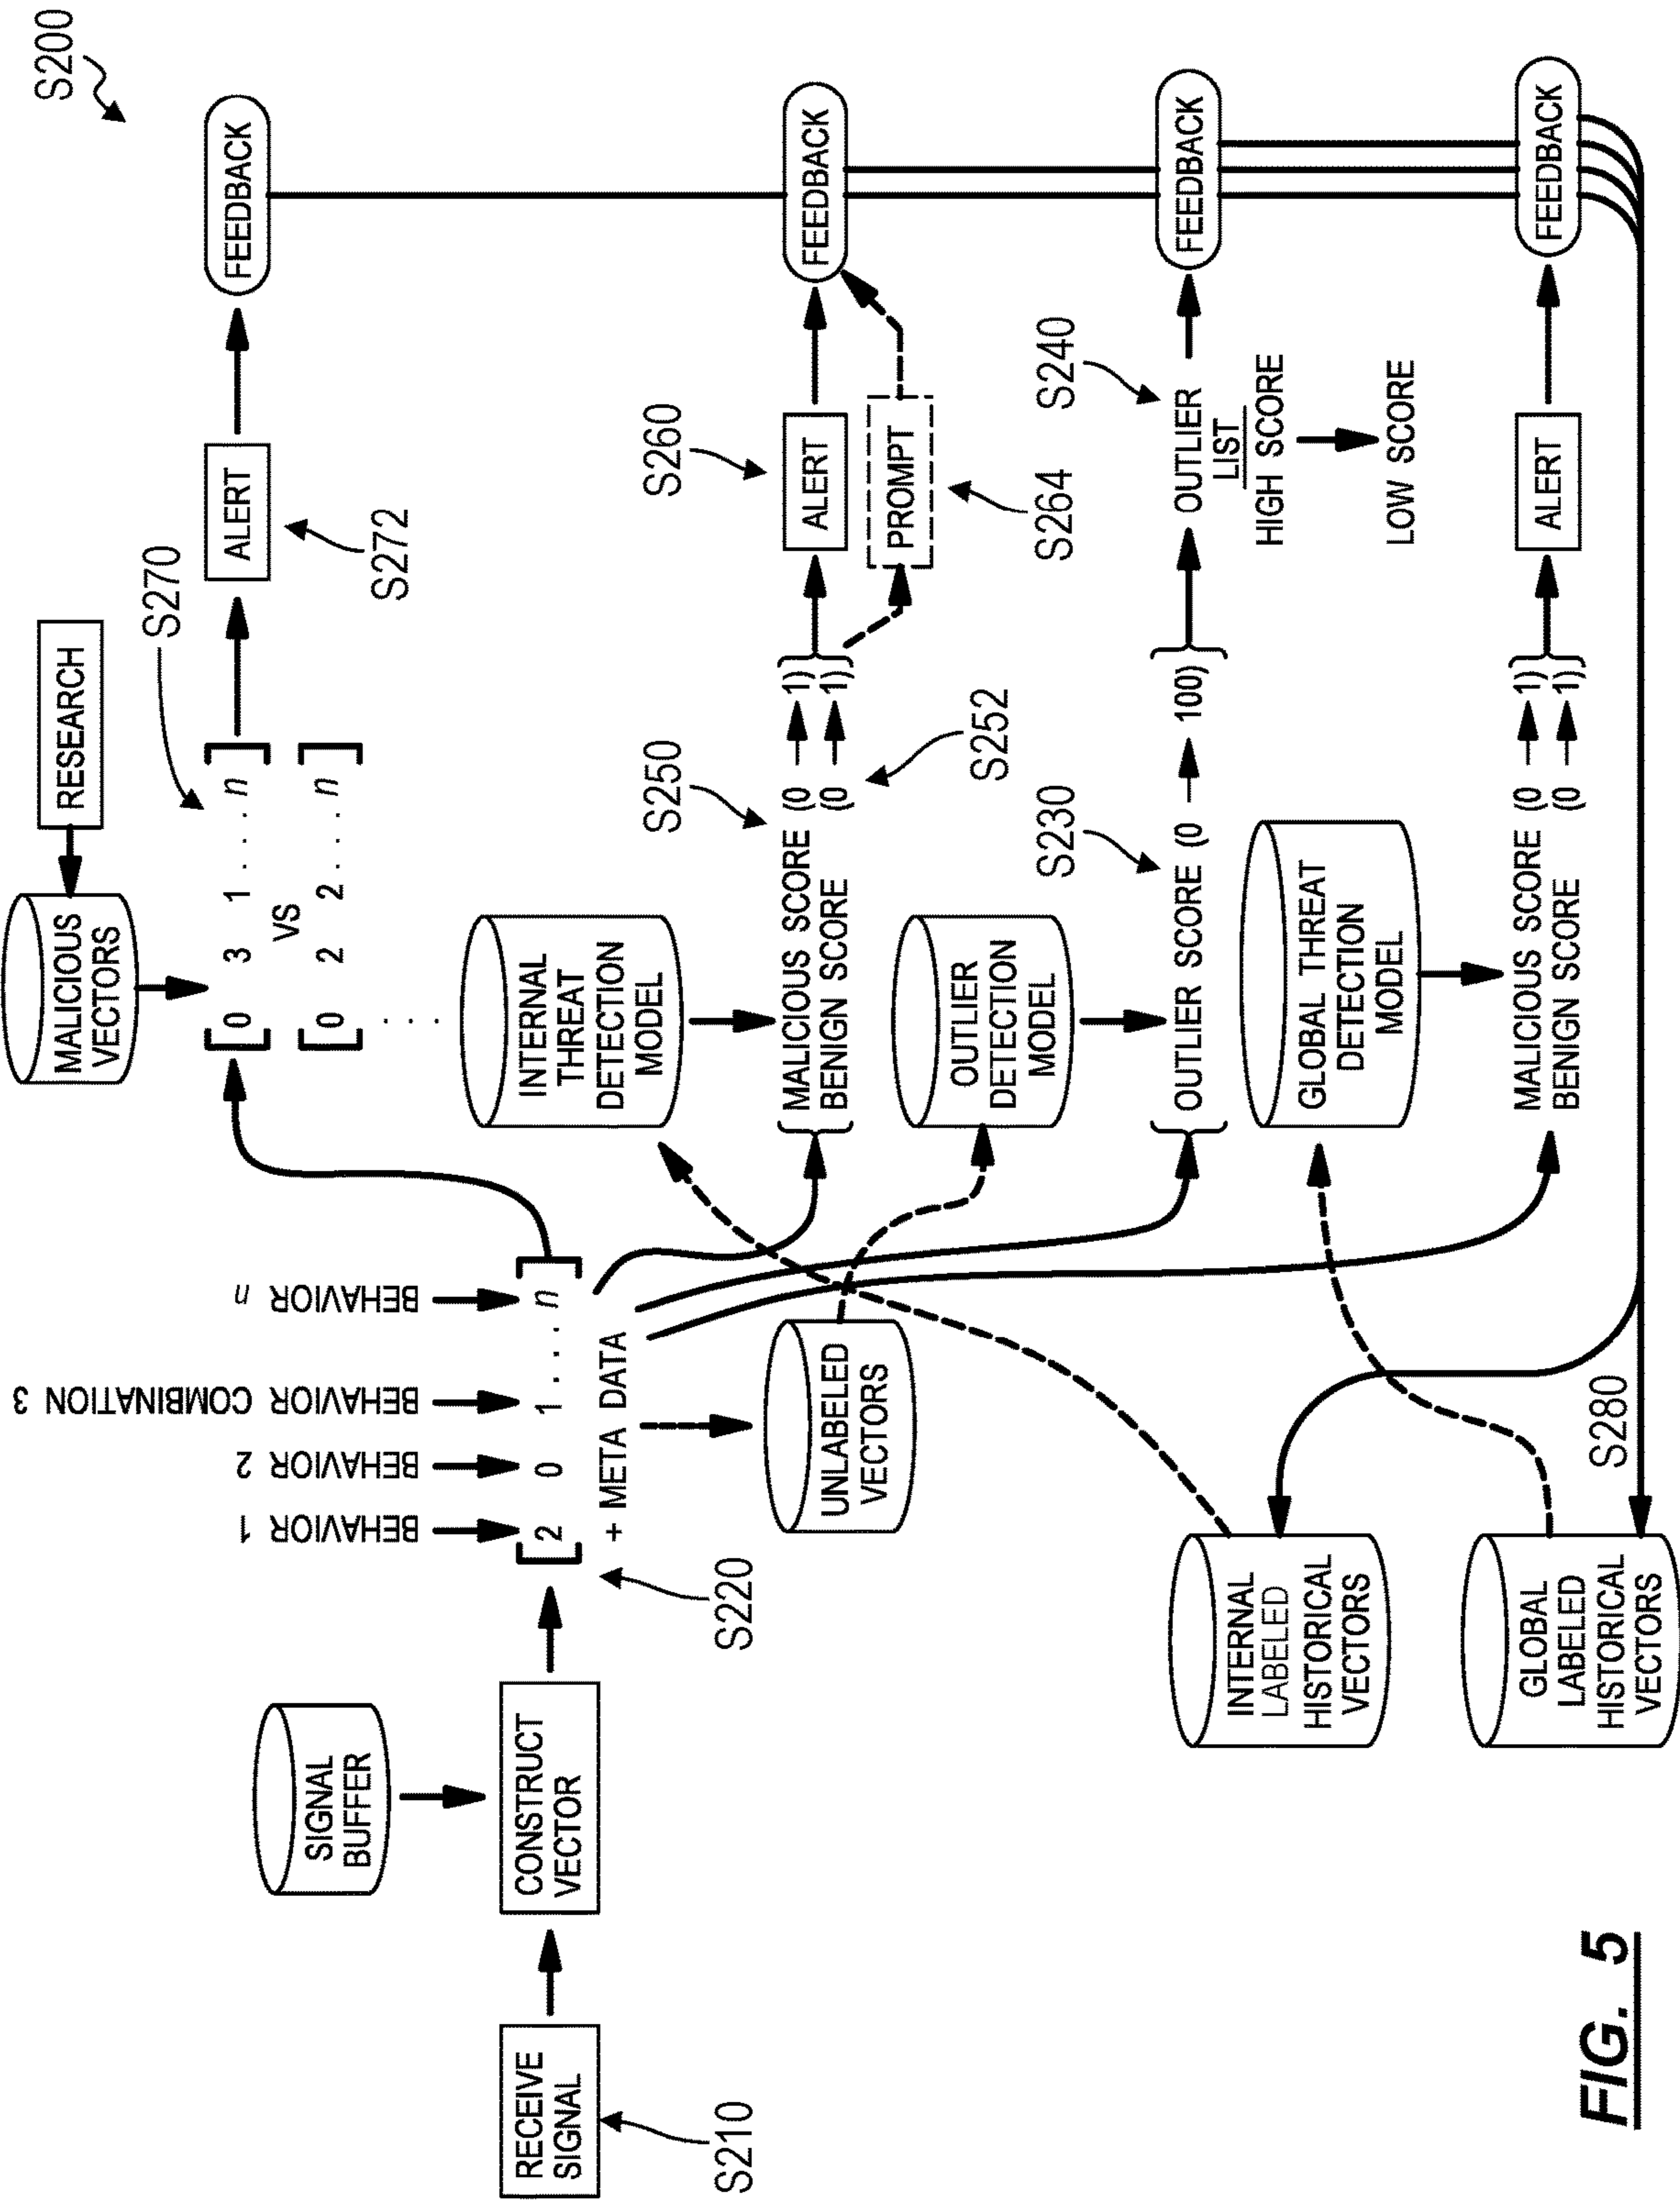 S200
RESEARCH
MALICIOUS
VECTORS
S270
[0 3 1 . . . n]
VS
[0 2 2 . . . n]
. . .
ALERT
S272
FEEDBACK
BEHAVIOR 1
BEHAVIOR 2
BEHAVIOR COMBINATION 3
BEHAVIOR n
SIGNAL
BUFFER
RECEIVE
SIGNAL
S210
CONSTRUCT
VECTOR
[2 0 1 . . . n]
+ META DATA
S220
INTERNAL
THREAT
DETECTION
MODEL
S250
MALICIOUS SCORE (0 1)
BENIGN SCORE (0 1)
S252
S260
ALERT
PROMPT
S264
FEEDBACK
UNLABELED
VECTORS
OUTLIER
DETECTION
MODEL
S230
OUTLIER SCORE (0 100)
S240
OUTLIER
LIST
HIGH SCORE
LOW SCORE
FEEDBACK
INTERNAL
LABELED
HISTORICAL
VECTORS
GLOBAL THREAT
DETECTION
MODEL
MALICIOUS SCORE (0 1)
BENIGN SCORE (0 1)
ALERT
FEEDBACK
GLOBAL
LABELED
HISTORICAL
VECTORS
S280
FIG. 5